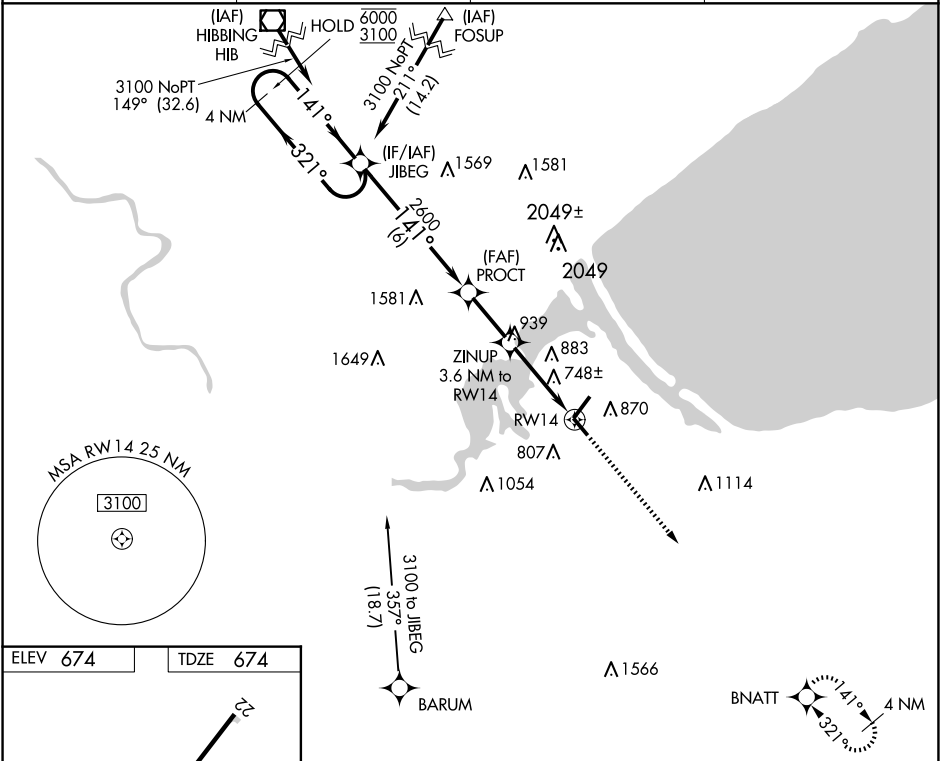 (IAF)
HIBBING
HIB
HOLD
6000
3100
(IAF)
FOSUP
3100 NoPT
149° (32.6)
4 NM
141°
321°
3100 NoPT
211°
(14.2)
(IF/IAF)
JIBEG
1569
1581
2600
141°
(6)
2049±
2049
(FAF)
PROCT
1581
939
1649
ZINUP
3.6 NM to
RW14
883
748±
RW14
870
807
1054
1114
MSA RW14 25 NM
3100
3100 to JIBEG
357°
(18.7)
BARUM
1566
BNATT
141°
321°
4 NM
ELEV 674
TDZE 674
22